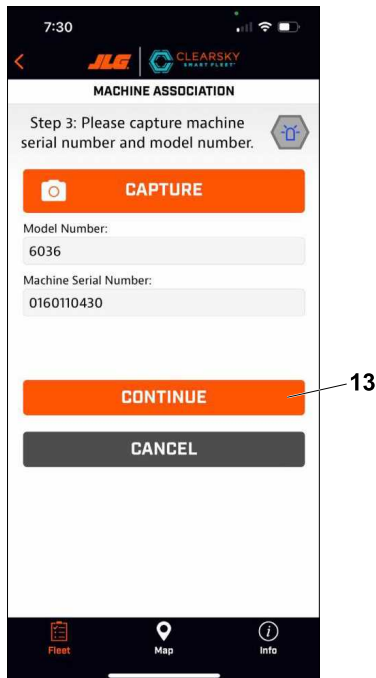 7:30
JLG CLEARSKY
SMART FLEET
MACHINE ASSOCIATION
Step 3: Please capture machine
serial number and model number.
CAPTURE
Model Number:
6036
Machine Serial Number:
0160110430
CONTINUE
13
CANCEL
Fleet Map Info